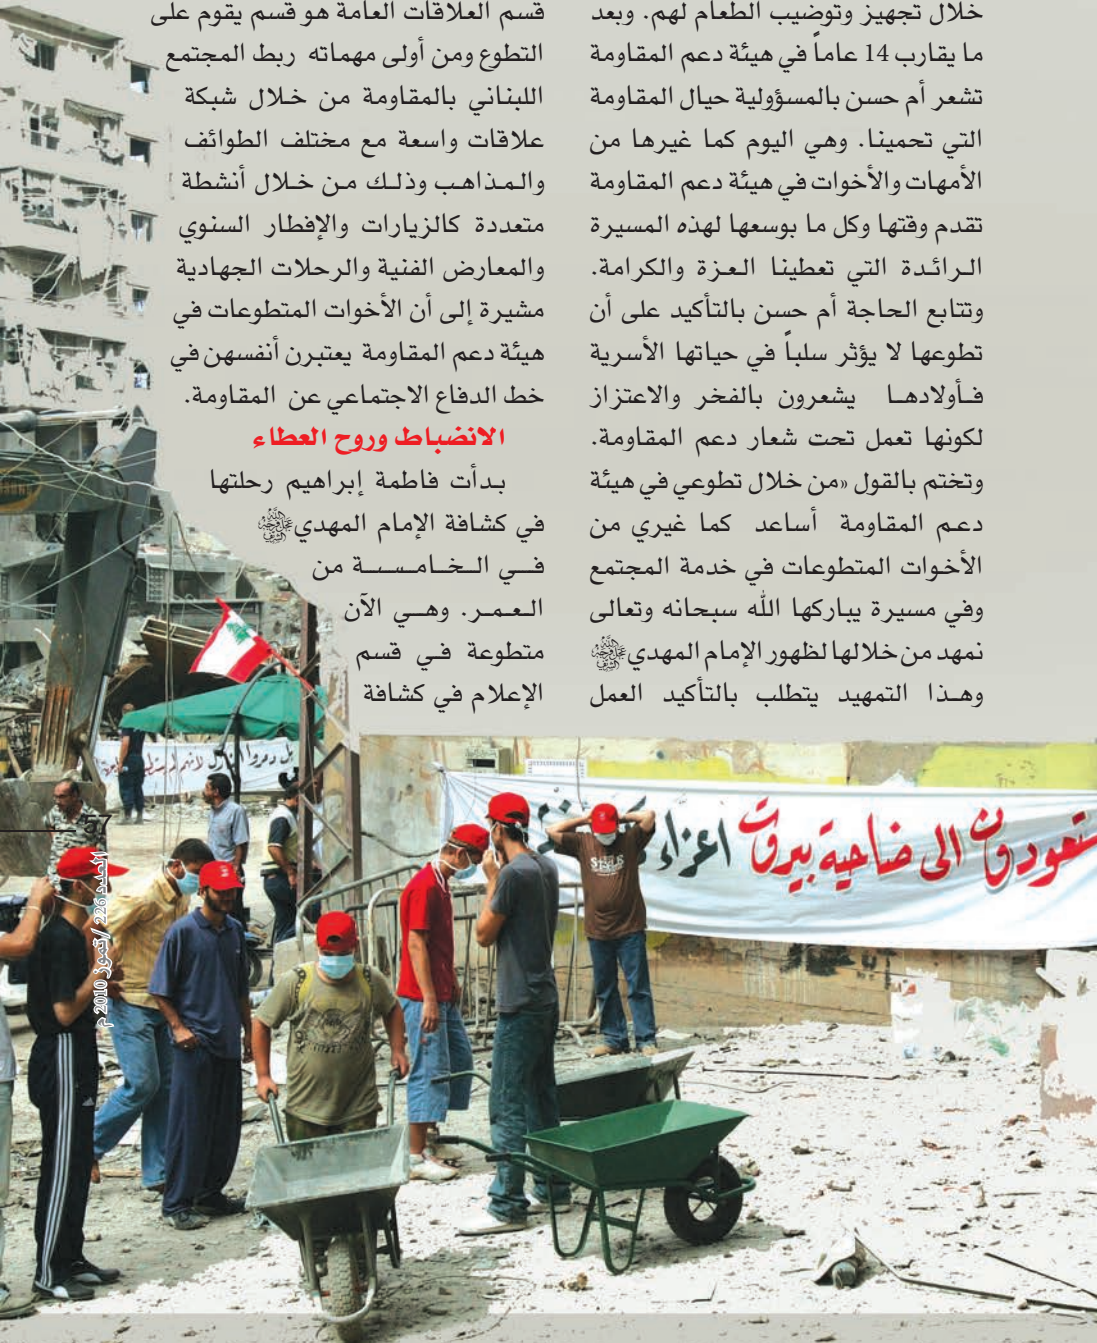 خلال تجهيز وتوضيب الطعام لهم. وبعد
ما يقارب 14 عاماً في هيئة دعم المقاومة
تشعر أم حسن بالمسؤولية حيال المقاومة
التي تحمينا. وهي اليوم كما غيرها من
الأمهات والأخوات في هيئة دعم المقاومة
تقدم وقتها وكل ما بوسعها لهذه المسيرة
الرائدة التي تعطينا العزة والكرامة.
وتتابع الحاجة أم حسن بالتأكيد على أن
تطوعها لا يؤثر سلباً في حياتها الأسرية
فأولادها يشعرون بالفخر والاعتزاز
لكونها تعمل تحت شعار دعم المقاومة.
وتختم بالقول «من خلال تطوعي في هيئة
دعم المقاومة أساعد كما غيري من
الأخوات المتطوعات في خدمة المجتمع
وفي مسيرة يباركها الله سبحانه وتعالى
نمهد من خلالها لظهور الإمام المهدي
وهذا التمهيد يتطلب بالتأكيد العمل
قسم العلاقات العامة هو قسم يقوم على
التطوع ومن أولى مهماته ربط المجتمع
اللبناني بالمقاومة من خلال شبكة
علاقات واسعة مع مختلف الطوائف
والمذاهب وذلك من خلال أنشطة
متعددة كالزيارات والإفطار السنوي
والمعارض الفنية والرحلات الجهادية
مشيرة إلى أن الأخوات المتطوعات في
هيئة دعم المقاومة يعتبرن أنفسهن في
خط الدفاع الاجتماعي عن المقاومة.
الانضباط وروح العطاء
بدأت فاطمة إبراهيم رحلتها
في كشافة الإمام المهدي
في الخامسة من
العمر. وهي الآن
متطوعة في قسم
الإعلام في كشافة
ستعودون الى ضاحية بيروت اعزاء
العدد 226 / تموز 2010 م